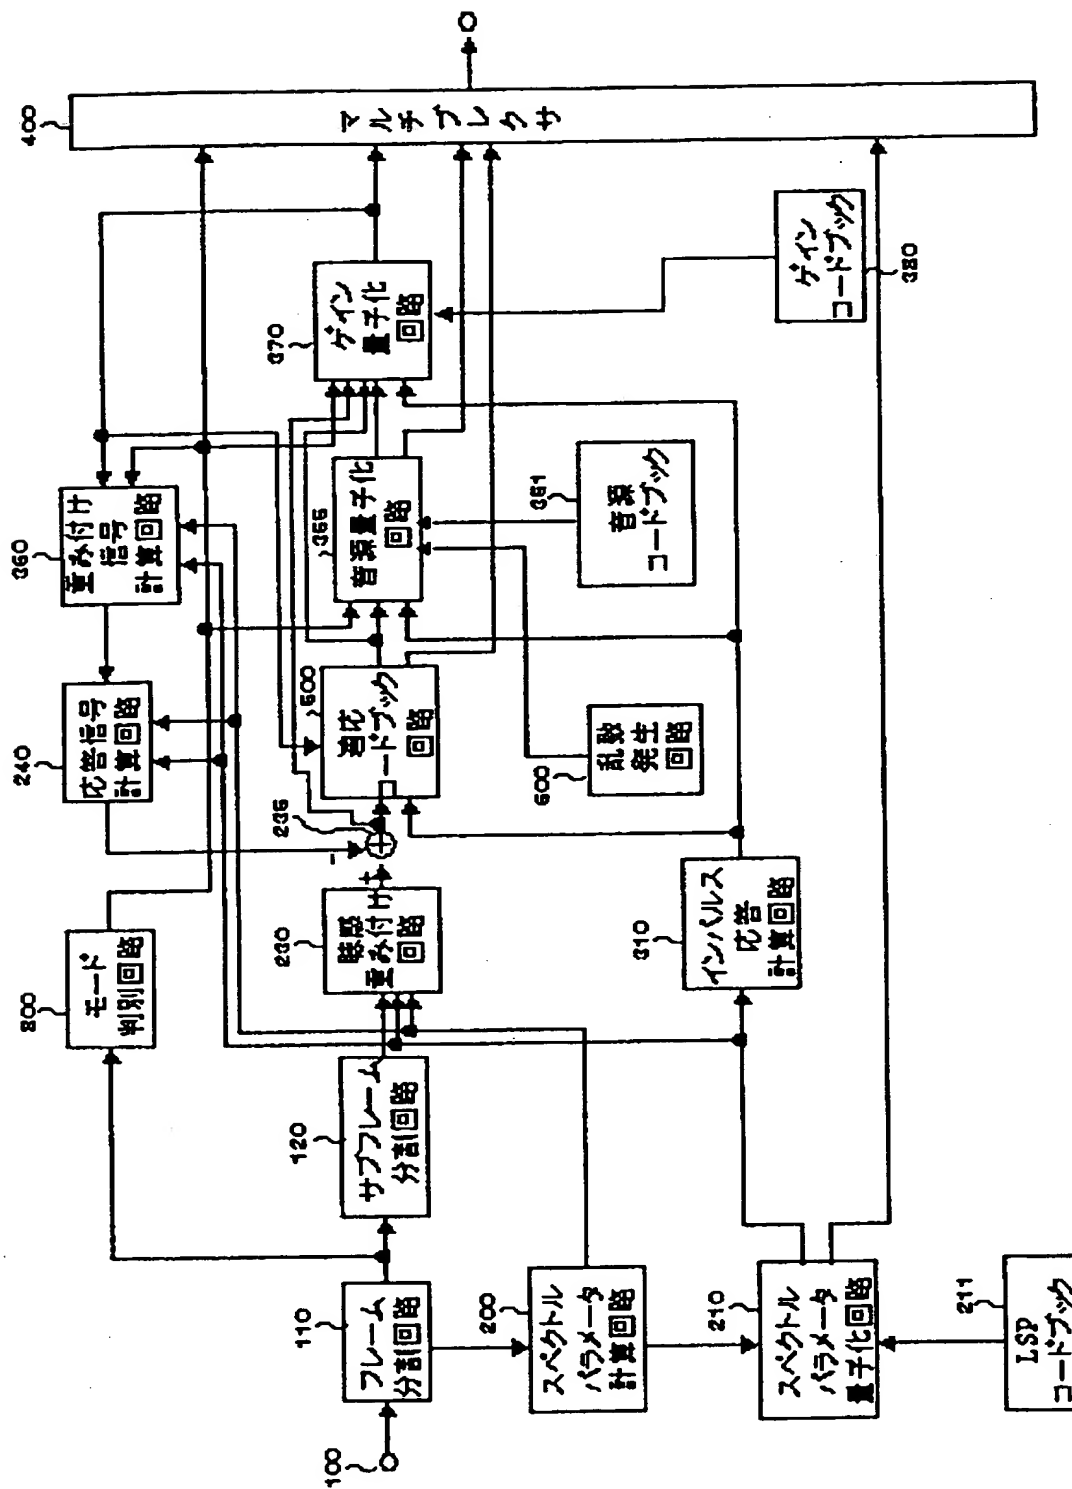 100
110
フレーム
分割回路
120
サブフレーム
分割回路
800
モード
判別回路
200
スペクトル
パラメータ
計算回路
210
スペクトル
パラメータ
量子化回路
211
LSP
コードブック
230
聴感
重み付け
回路
+
-
235
240
応答信号
計算回路
360
重み付け
信号
計算回路
310
インパルス
応答
計算回路
500
適応
コードブック
回路
600
乱数
発生
回路
355
音源量子化
回路
351
音源
コードブック
370
ゲイン
量子化
回路
380
ゲイン
コードブック
400
マルチプレクサ